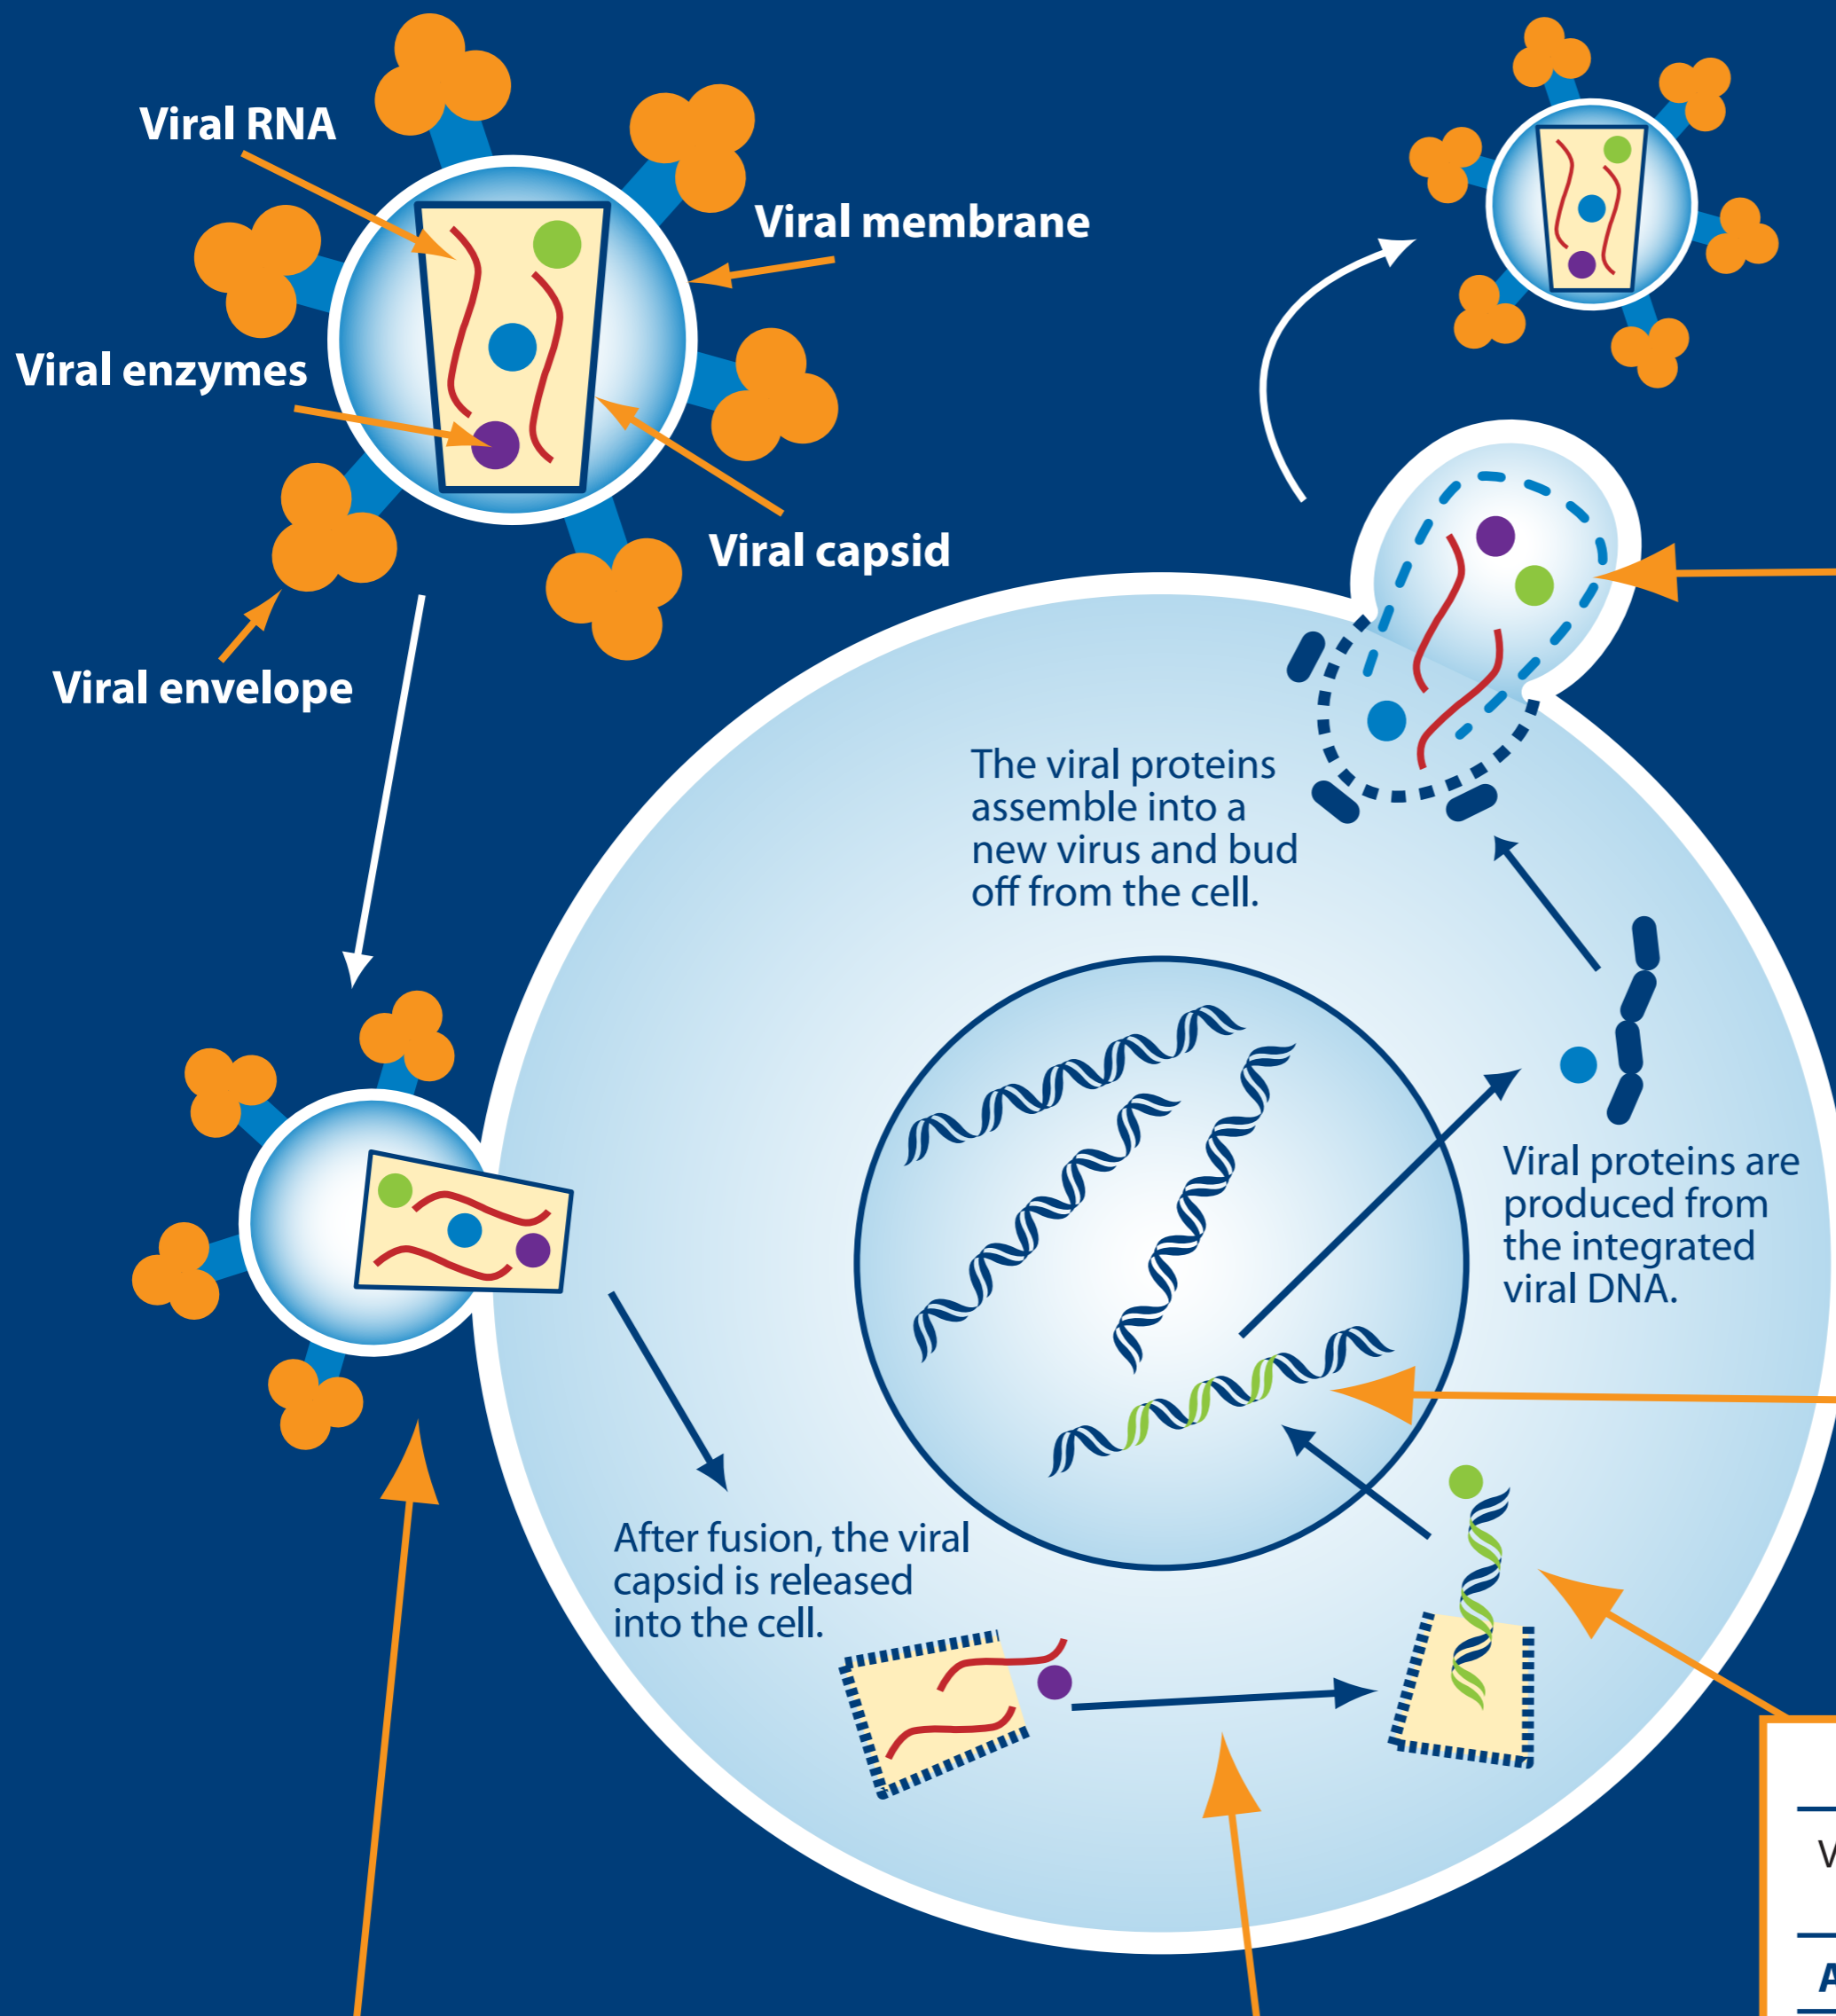 Viral RNA
Viral membrane
Viral enzymes
Viral capsid
Viral envelope
The viral proteins
assemble into a
new virus and bud
off from the cell.
Viral proteins are
produced from
the integrated
viral DNA.
After fusion, the viral
capsid is released
into the cell.